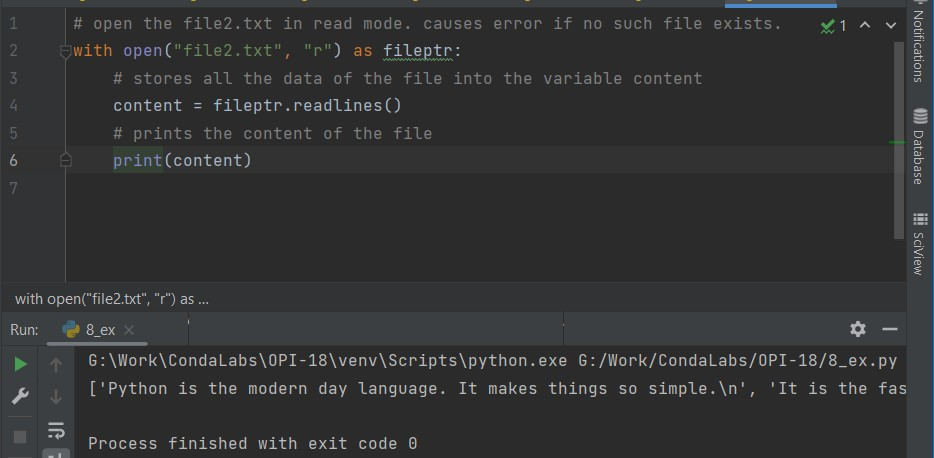 1 # open the file2.txt in read mode. causes error if no such file exists.
1
2 with open("file2.txt", "r") as fileptr:
3     # stores all the data of the file into the variable content
4     content = fileptr.readlines()
5     # prints the content of the file
6     print(content)
7
Notifications
Database
SciView
with open("file2.txt", "r") as ...
Run: 8_ex
G:\Work\CondaLabs\OPI-18\venv\Scripts\python.exe G:/Work/CondaLabs/OPI-18/8_ex.py
['Python is the modern day language. It makes things so simple.\n', 'It is the fas
Process finished with exit code 0